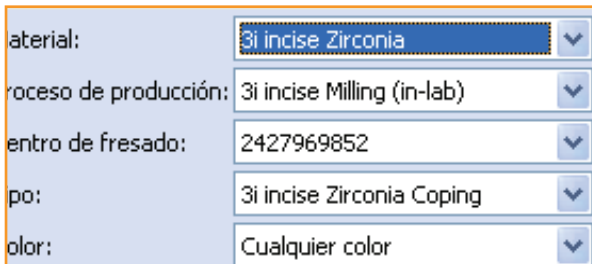 aterial: 3i incise Zirconia
roceso de producción: 3i incise Milling (in-lab)
entro de fresado: 2427969852
ipo: 3i incise Zirconia Coping
olor: Cualquier color